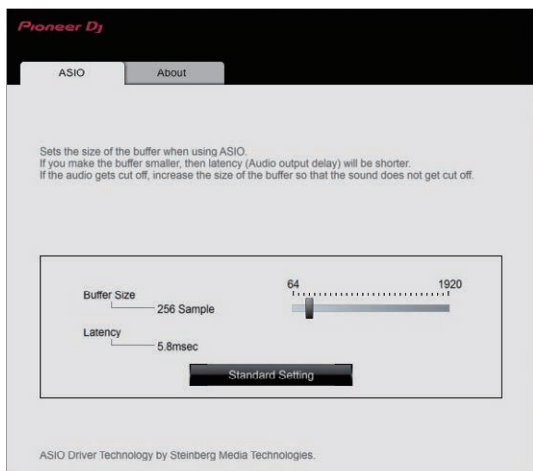 Pioneer Dj
ASIO About
Sets the size of the buffer when using ASIO.
If you make the buffer smaller, then latency (Audio output delay) will be shorter.
If the audio gets cut off, increase the size of the buffer so that the sound does not get cut off.
64 1920
Buffer Size
256 Sample
Latency
5.8msec
Standard Setting
ASIO Driver Technology by Steinberg Media Technologies.